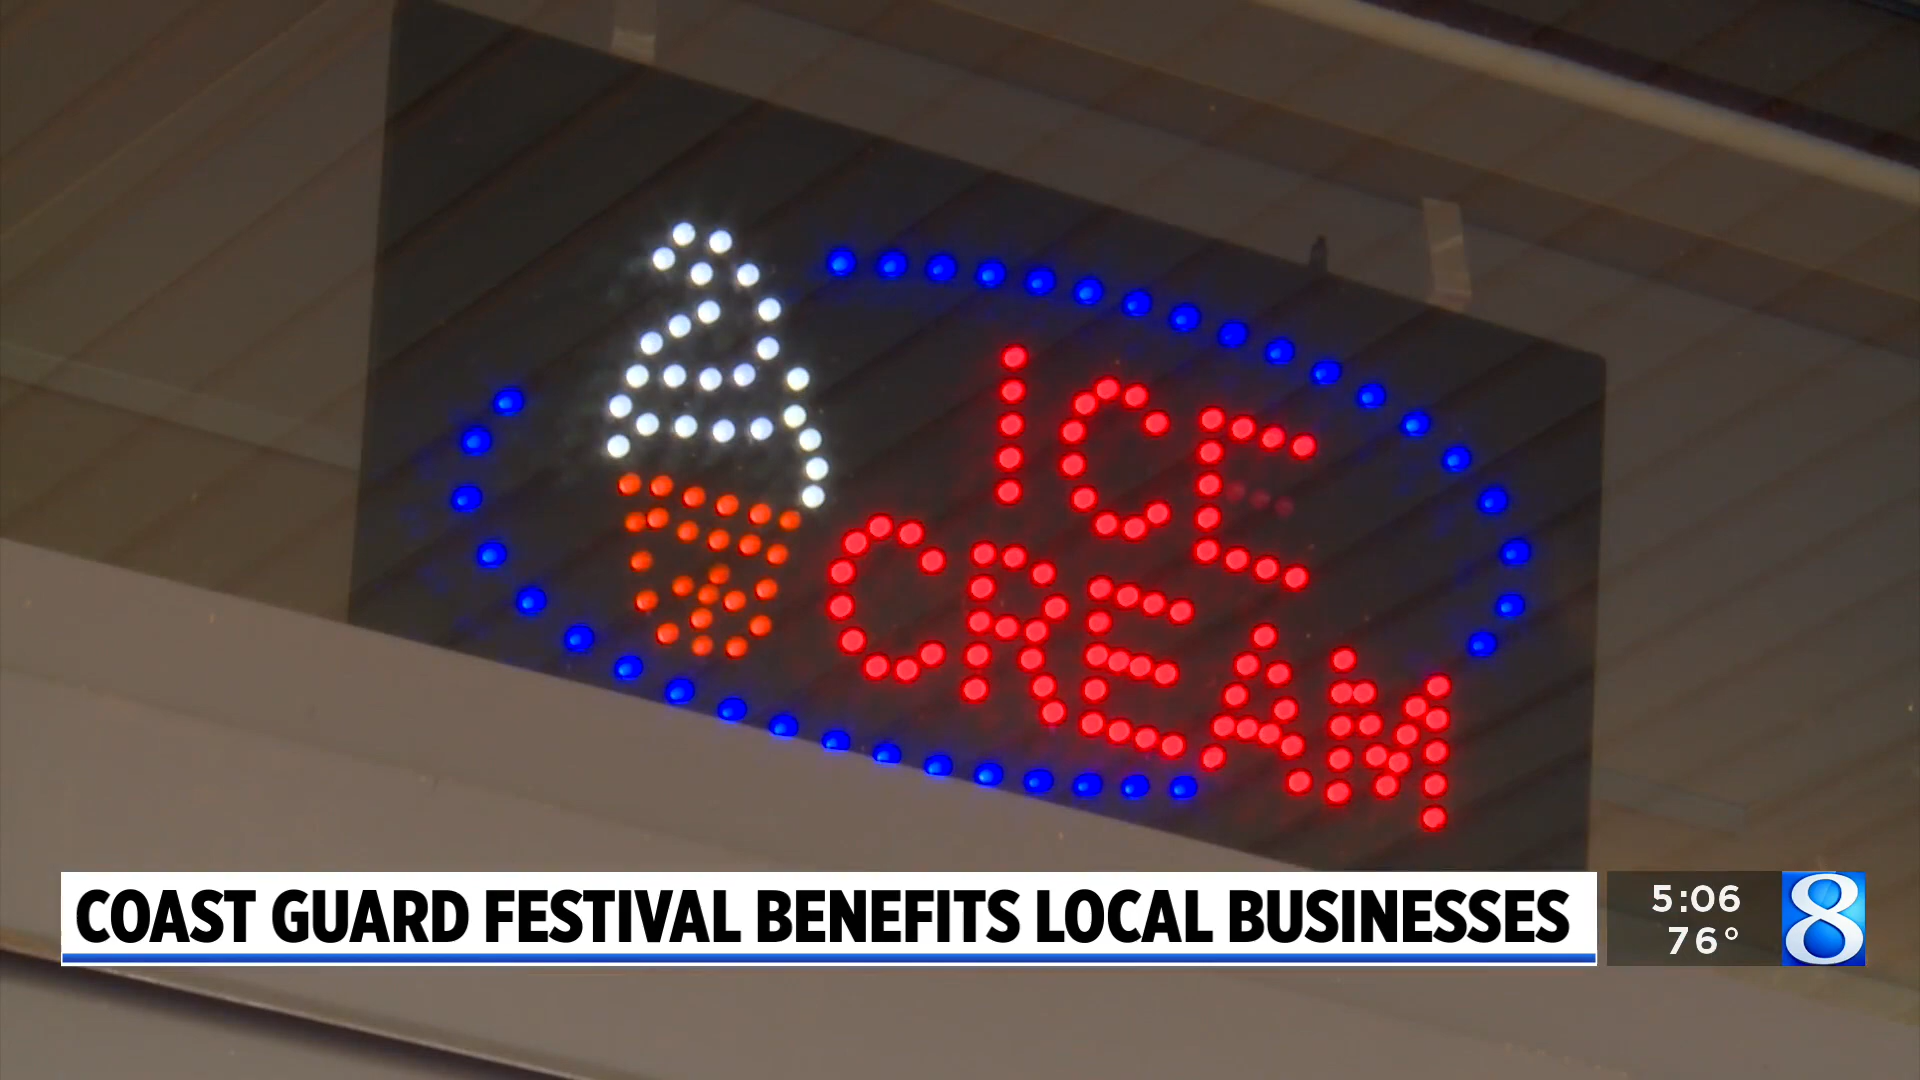 ICE
CREAM
COAST GUARD FESTIVAL BENEFITS LOCAL BUSINESSES
5:06
76°
8